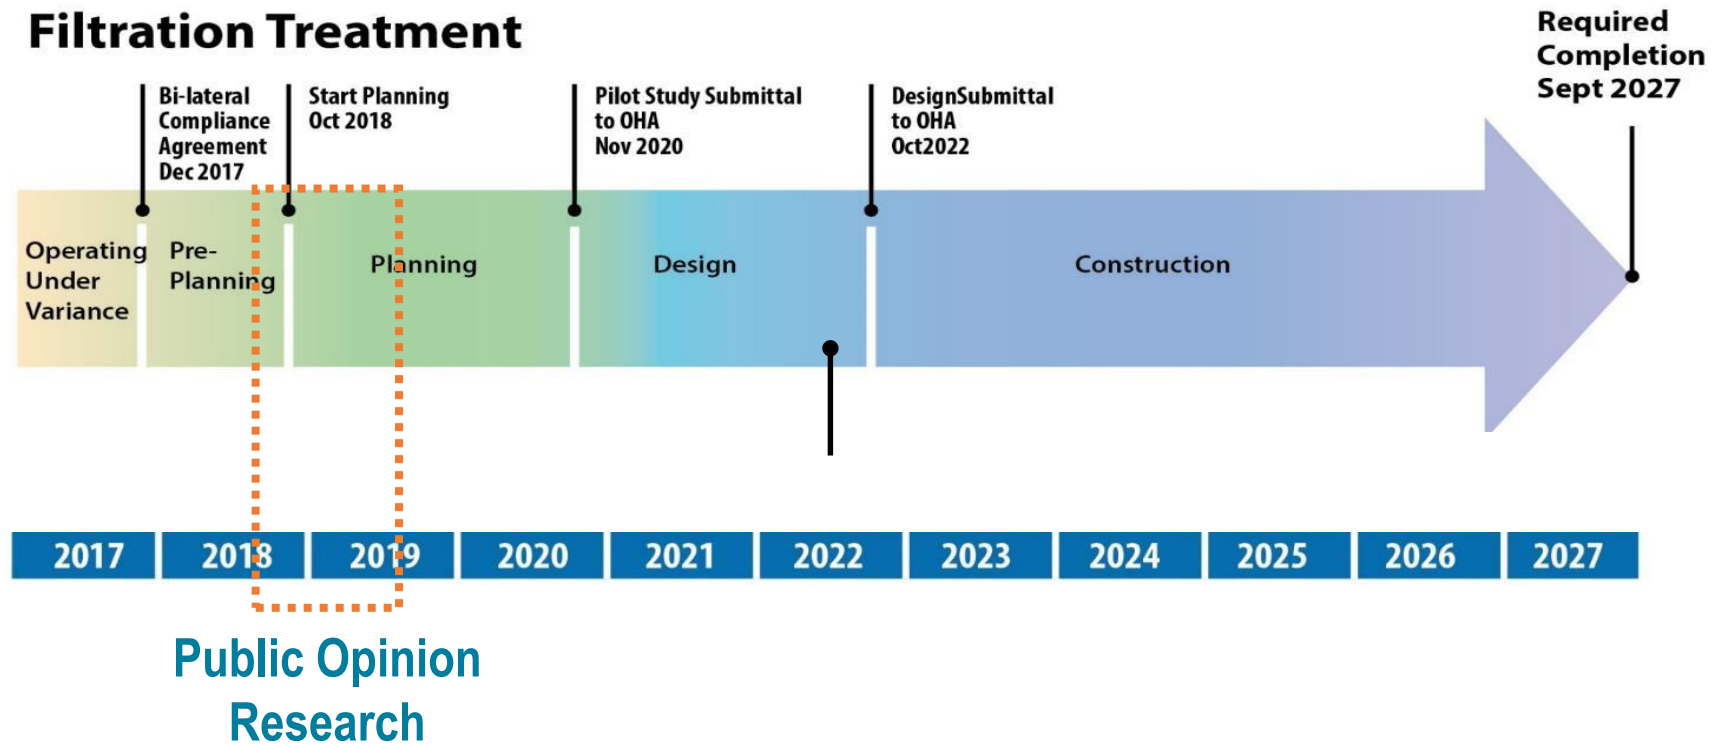 Filtration Treatment
Required
Completion
Sept 2027
Bi-lateral
Compliance
Agreement
Dec 2017
Start Planning
Oct 2018
Pilot Study Submittal
to OHA
Nov 2020
DesignSubmittal
to OHA
Oct2022
Operating
Under
Variance
Pre-
Planning
Planning
Design
Construction
2017
2018
2019
2020
2021
2022
2023
2024
2025
2026
2027
Public Opinion
Research